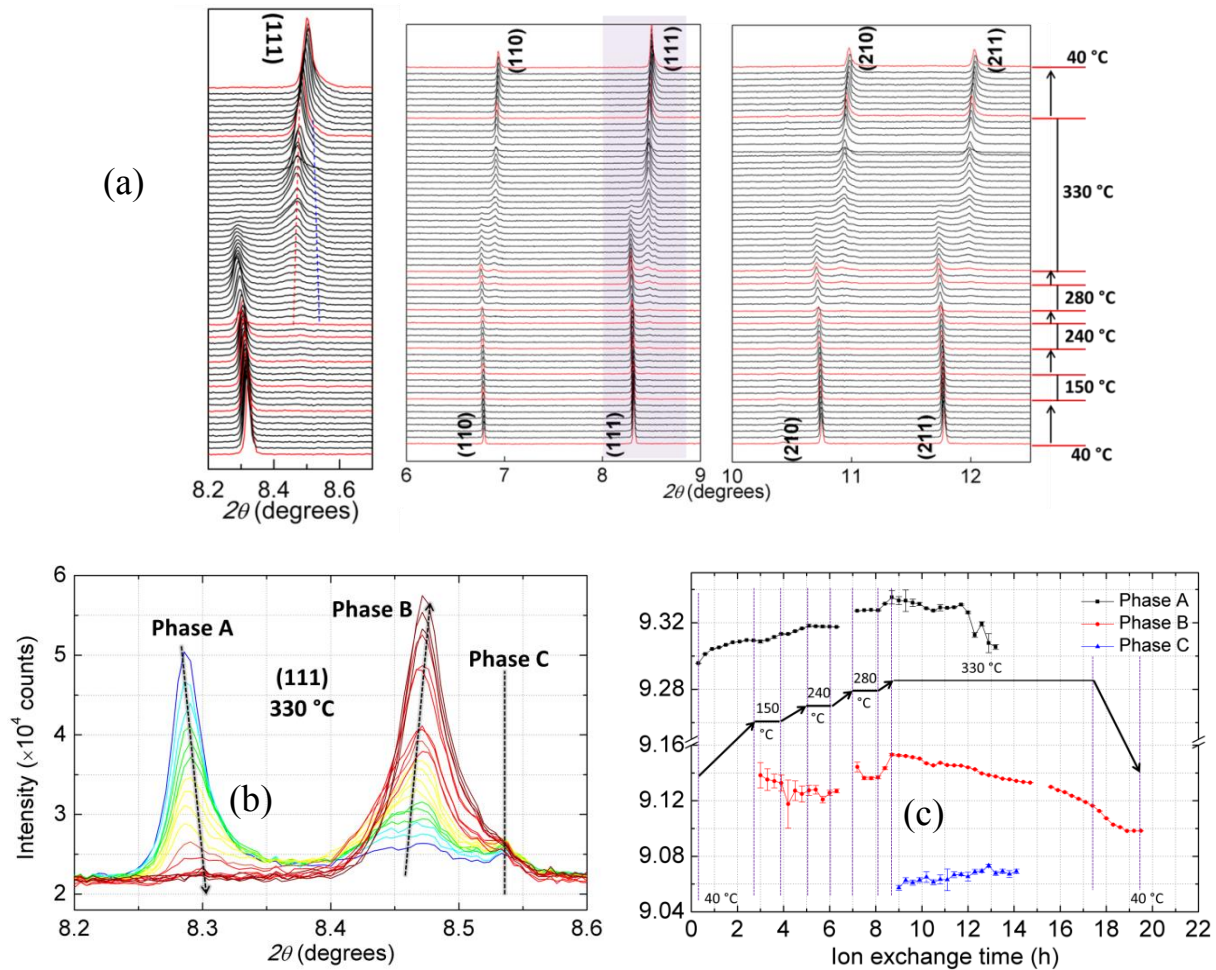 (a)
(111)
8.2 8.4 8.6
2θ (degrees)
(110)
(111)
(110)
(111)
6 7 8 9
2θ (degrees)
(210)
(211)
(210)
(211)
10 11 12
40 °C
330 °C
280 °C
240 °C
150 °C
40 °C
6
5
4
3
2
Intensity (×10⁴ counts)
Phase A
(111)
330 °C
Phase B
Phase C
(b)
8.2 8.3 8.4 8.5 8.6
2θ (degrees)
9.32
9.28
9.16
9.12
9.08
9.04
Phase A
Phase B
Phase C
150
°C
240
°C
280
°C
330 °C
(c)
40 °C
40 °C
0 2 4 6 8 10 12 14 16 18 20 22
Ion exchange time (h)